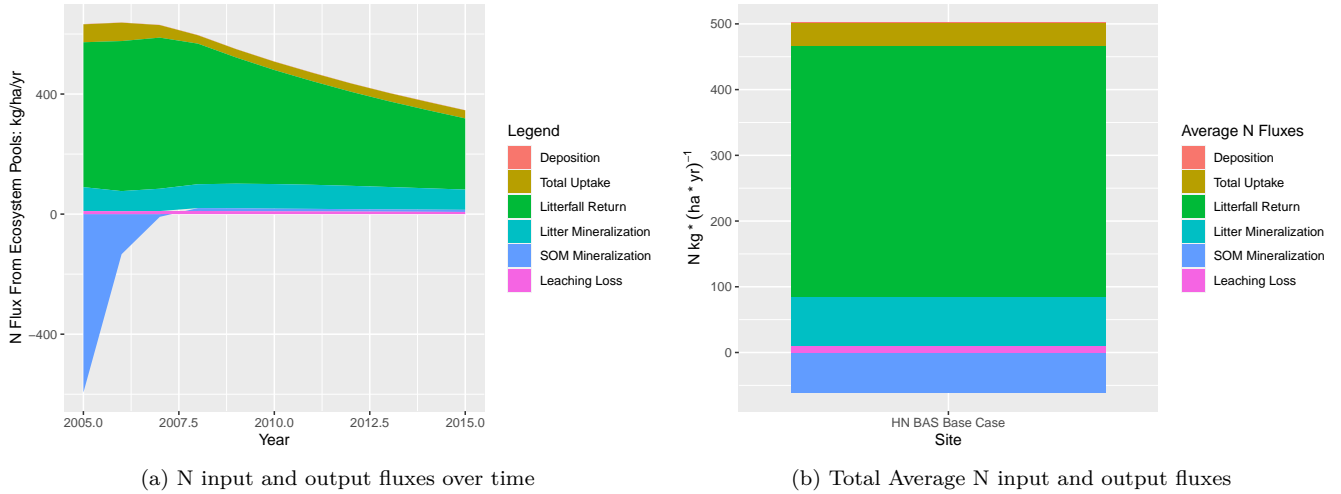 N Flux From Ecosystem Pools: kg/ha/yr
400
0
−400
2005.0 2007.5 2010.0 2012.5 2015.0
Year
Legend
Deposition
Total Uptake
Litterfall Return
Litter Mineralization
SOM Mineralization
Leaching Loss
(a) N input and output fluxes over time
N kg * (ha * yr)⁻¹
500
400
300
200
100
0
HN BAS Base Case
Site
Average N Fluxes
Deposition
Total Uptake
Litterfall Return
Litter Mineralization
SOM Mineralization
Leaching Loss
(b) Total Average N input and output fluxes